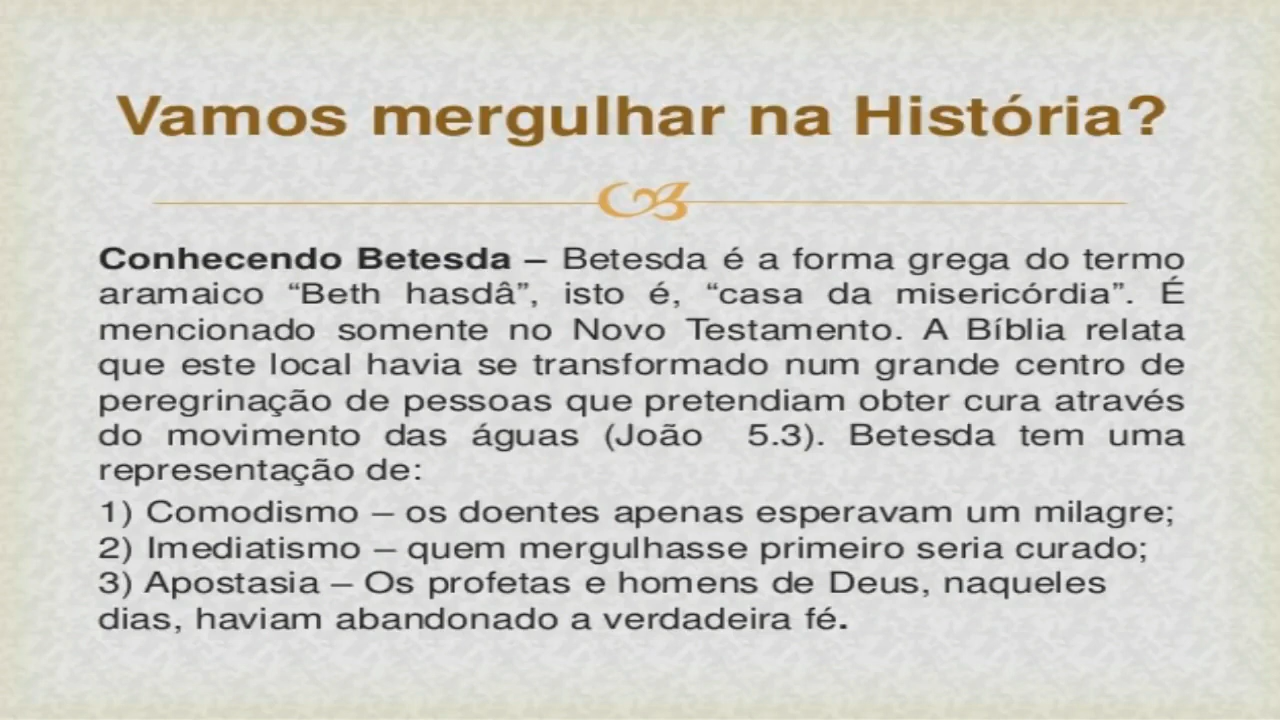 Vamos mergulhar na História?
Conhecendo Betesda – Betesda é a forma grega do termo
aramaico “Beth hasdâ”, isto é, “casa da misericórdia”. É
mencionado somente no Novo Testamento. A Bíblia relata
que este local havia se transformado num grande centro de
peregrinação de pessoas que pretendiam obter cura através
do movimento das águas (João 5.3). Betesda tem uma
representação de:
1) Comodismo – os doentes apenas esperavam um milagre;
2) Imediatismo – quem mergulhasse primeiro seria curado;
3) Apostasia – Os profetas e homens de Deus, naqueles
dias, haviam abandonado a verdadeira fé.